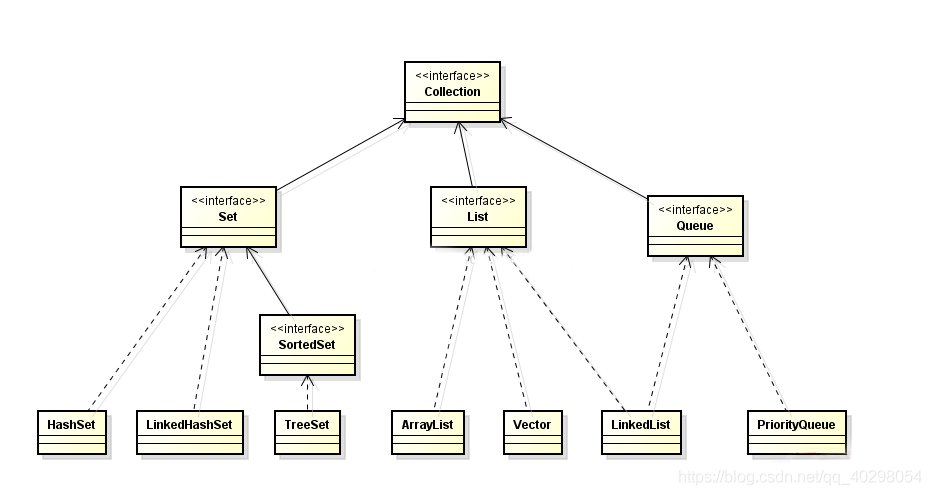 <<interface>>
Collection
<<interface>>
Set
<<interface>>
List
<<interface>>
Queue
<<interface>>
SortedSet
HashSet
LinkedHashSet
TreeSet
ArrayList
Vector
LinkedList
PriorityQueue
https://blog.csdn.net/qq_40298054